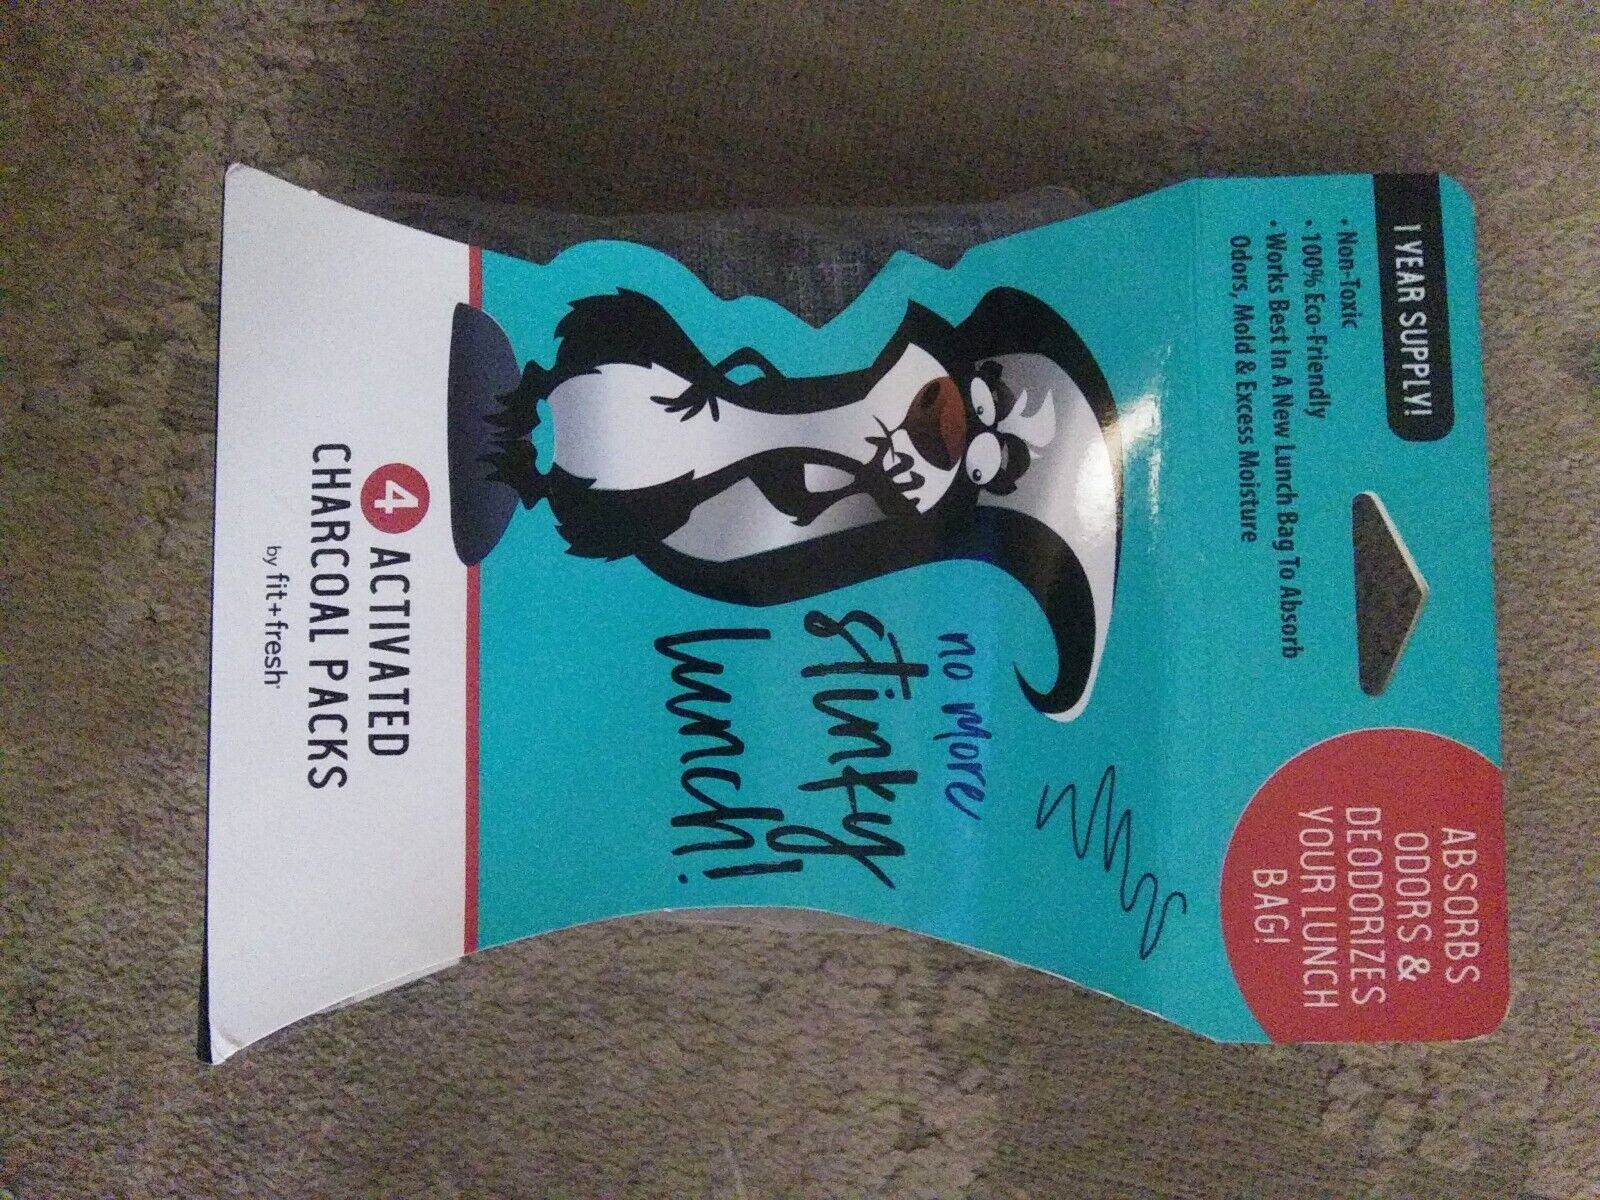 1 YEAR SUPPLY!
•Non-Toxic
•100% Eco-Friendly
•Works Best In A New Lunch Bag To Absorb
Odors, Mold & Excess Moisture
ABSORBS
ODORS &
DEODORIZES
YOUR LUNCH
BAG!
no more
stinky
lunch!
4 ACTIVATED
CHARCOAL PACKS
by fit+fresh